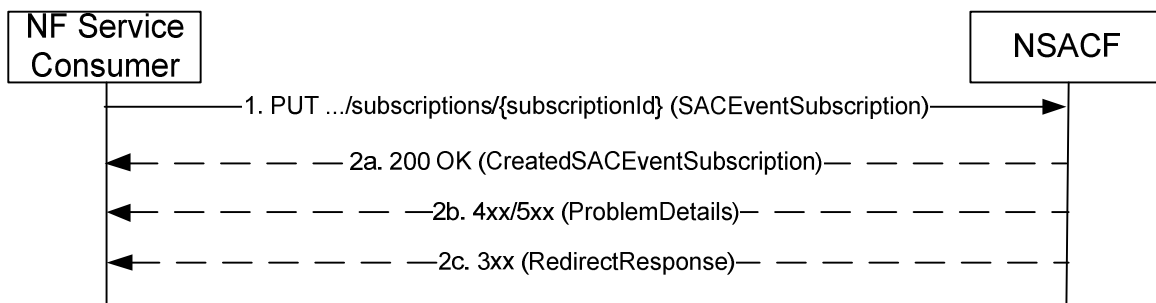 NF Service
Consumer
NSACF
1. PUT .../subscriptions/{subscriptionId} (SACEventSubscription)
2a. 200 OK (CreatedSACEventSubscription)
2b. 4xx/5xx (ProblemDetails)
2c. 3xx (RedirectResponse)